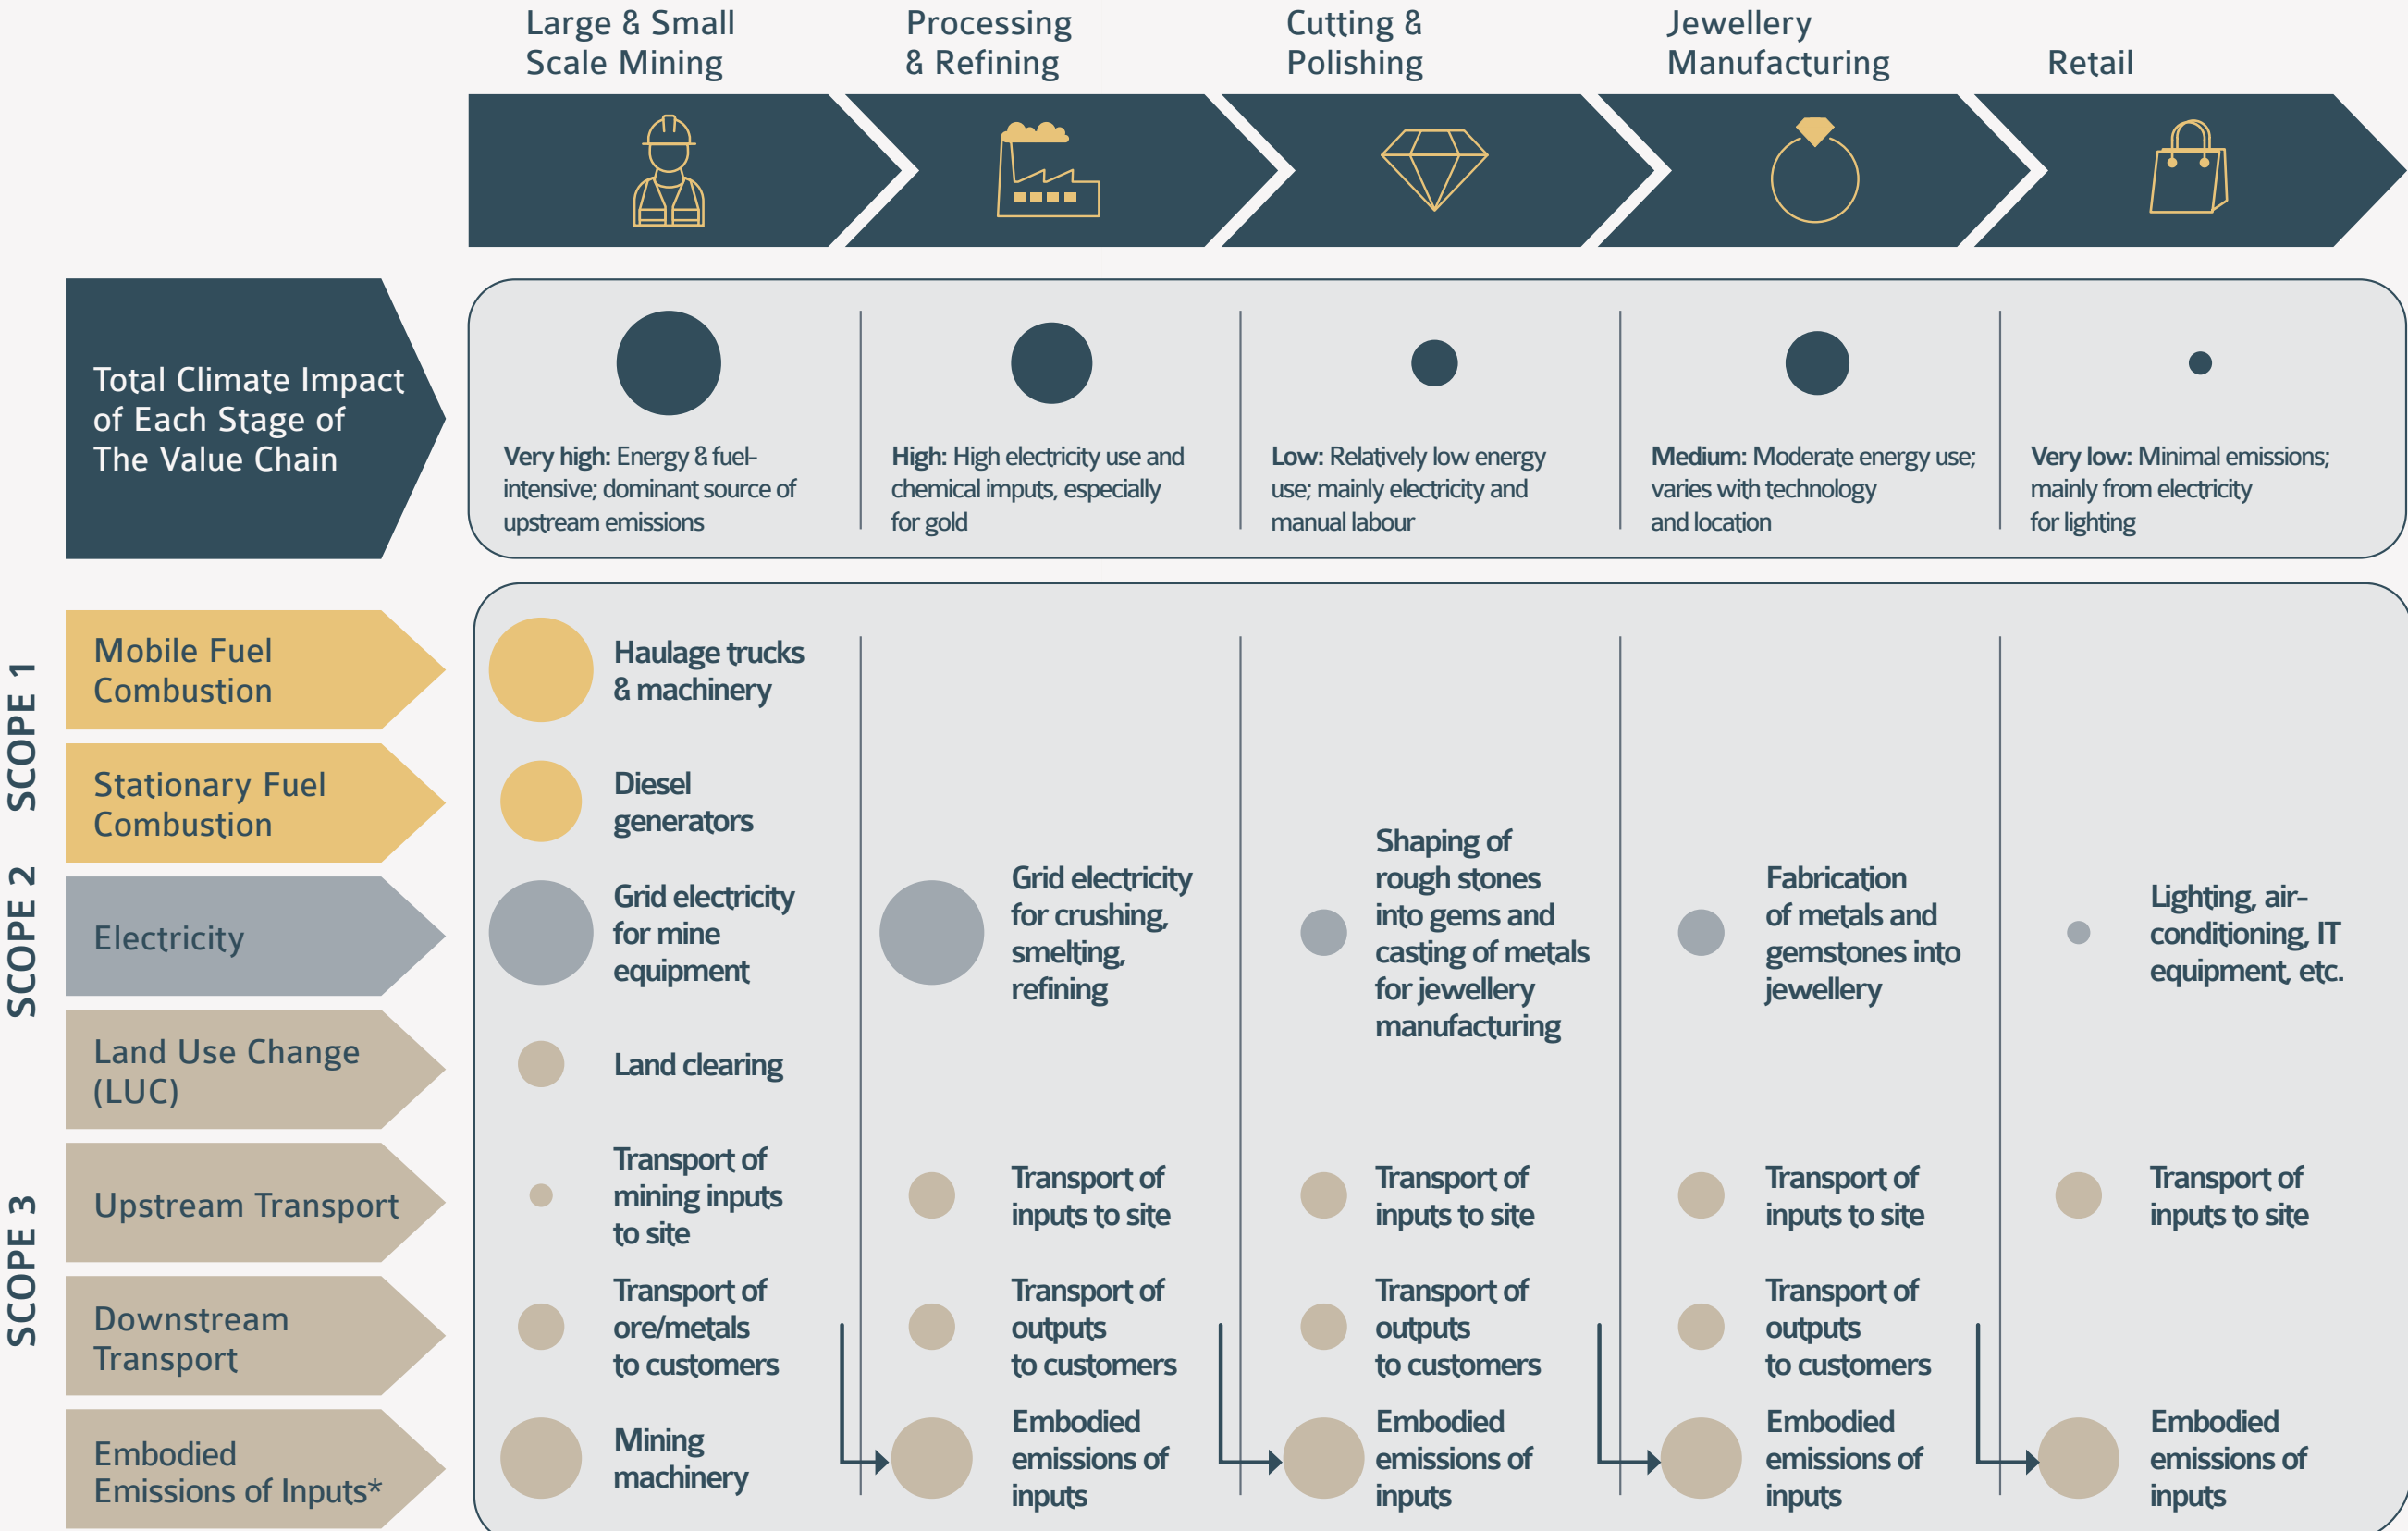 Large & Small
Scale Mining
Processing
& Refining
Cutting &
Polishing
Jewellery
Manufacturing
Retail
Total Climate Impact
of Each Stage of
The Value Chain
Very high: Energy & fuel-
intensive; dominant source of
upstream emissions
High: High electricity use and
chemical imputs, especially
for gold
Low: Relatively low energy
use; mainly electricity and
manual labour
Medium: Moderate energy use;
varies with technology
and location
Very low: Minimal emissions;
mainly from electricity
for lighting
SCOPE 1
Mobile Fuel
Combustion
Haulage trucks
& machinery
Stationary Fuel
Combustion
Diesel
generators
SCOPE 2
Electricity
Grid electricity
for mine
equipment
Grid electricity
for crushing,
smelting,
refining
Shaping of
rough stones
into gems and
casting of metals
for jewellery
manufacturing
Fabrication
of metals and
gemstones into
jewellery
Lighting, air-
conditioning, IT
equipment, etc.
SCOPE 3
Land Use Change
(LUC)
Land clearing
Upstream Transport
Transport of
mining inputs
to site
Transport of
inputs to site
Transport of
inputs to site
Transport of
inputs to site
Transport of
inputs to site
Downstream
Transport
Transport of
ore/metals
to customers
Transport of
outputs
to customers
Transport of
outputs
to customers
Transport of
outputs
to customers
Embodied
Emissions of Inputs*
Mining
machinery
Embodied
emissions of
inputs
Embodied
emissions of
inputs
Embodied
emissions of
inputs
Embodied
emissions of
inputs